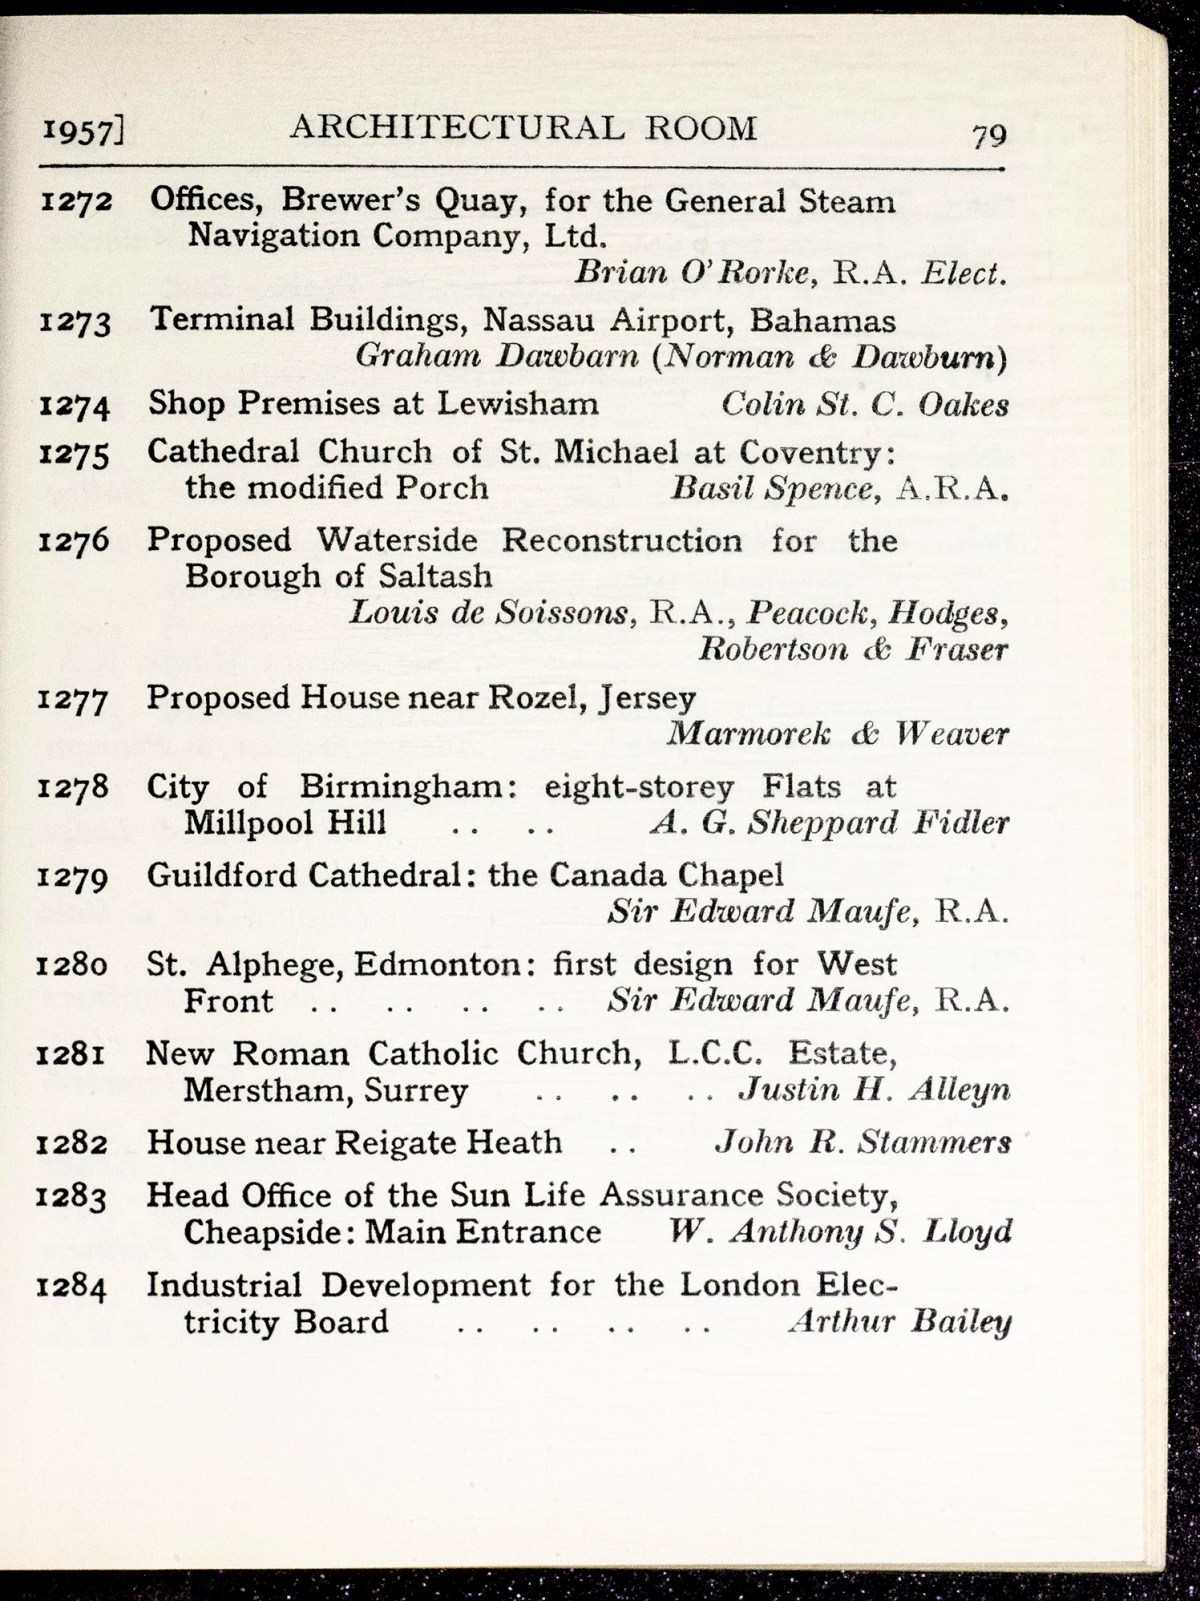 1957] ARCHITECTURAL ROOM 79
1272 Offices, Brewer's Quay, for the General Steam
Navigation Company, Ltd.
Brian O'Rorke, R.A. Elect.
1273 Terminal Buildings, Nassau Airport, Bahamas
Graham Dawbarn (Norman & Dawburn)
1274 Shop Premises at Lewisham Colin St. C. Oakes
1275 Cathedral Church of St. Michael at Coventry:
the modified Porch Basil Spence, A.R.A.
1276 Proposed Waterside Reconstruction for the
Borough of Saltash
Louis de Soissons, R.A., Peacock, Hodges,
Robertson & Fraser
1277 Proposed House near Rozel, Jersey
Marmorek & Weaver
1278 City of Birmingham: eight-storey Flats at
Millpool Hill .. .. A. G. Sheppard Fidler
1279 Guildford Cathedral: the Canada Chapel
Sir Edward Maufe, R.A.
1280 St. Alphege, Edmonton: first design for West
Front .. .. .. .. Sir Edward Maufe, R.A.
1281 New Roman Catholic Church, L.C.C. Estate,
Merstham, Surrey .. .. .. Justin H. Alleyn
1282 House near Reigate Heath .. John R. Stammers
1283 Head Office of the Sun Life Assurance Society,
Cheapside: Main Entrance W. Anthony S. Lloyd
1284 Industrial Development for the London Elec-
tricity Board .. .. .. .. Arthur Bailey